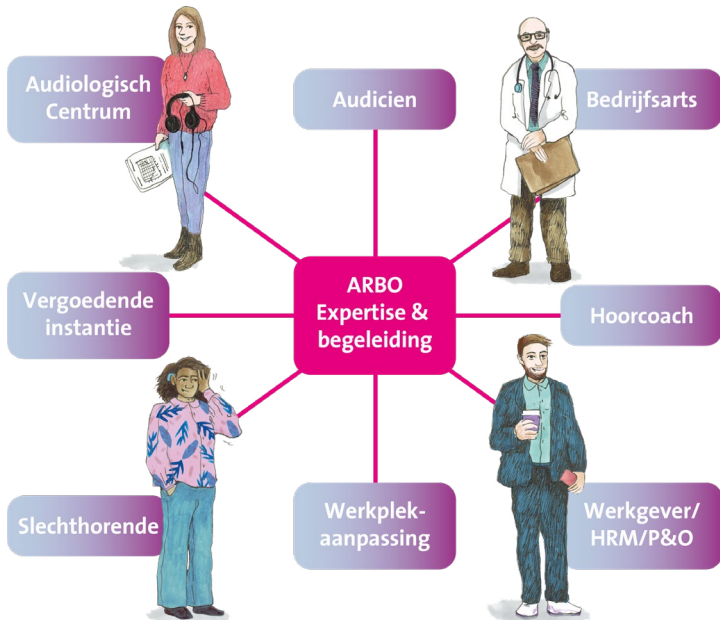 Audiologisch
Centrum
Audicien
Bedrijfsarts
Vergoedende
instantie
ARBO
Expertise &
begeleiding
Hoorcoach
Slechthorende
Werkplek-
aanpassing
Werkgever/
HRM/P&O